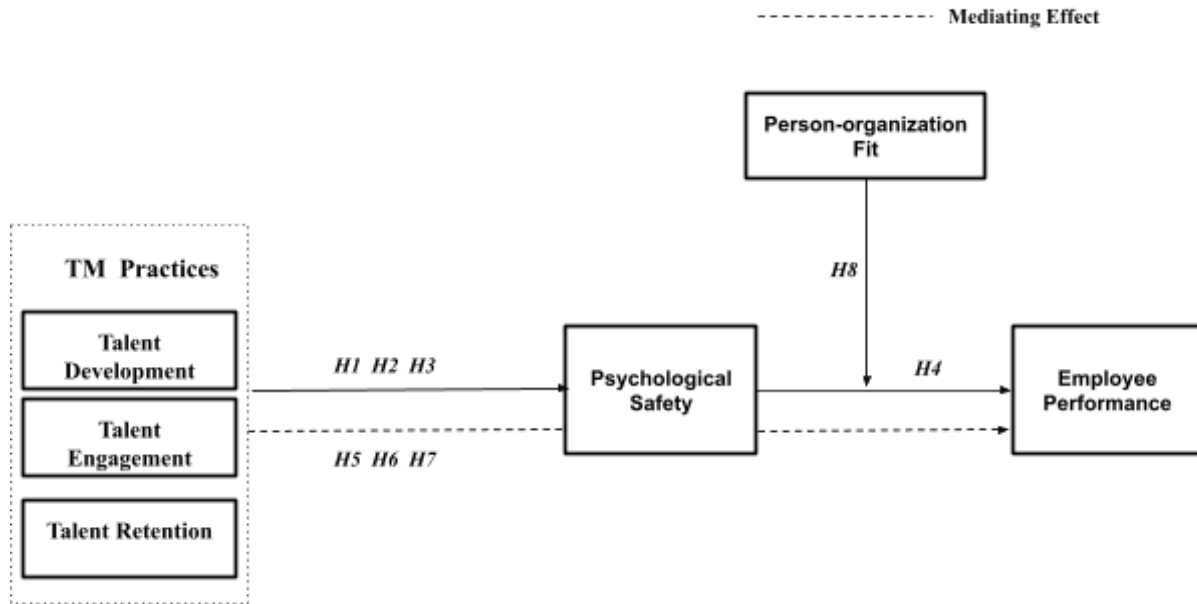 Mediating Effect
Person-organization
Fit
TM Practices
H8
Talent
Development
H1 H2 H3
Psychological
Safety
H4
Employee
Performance
Talent
Engagement
H5 H6 H7
Talent Retention